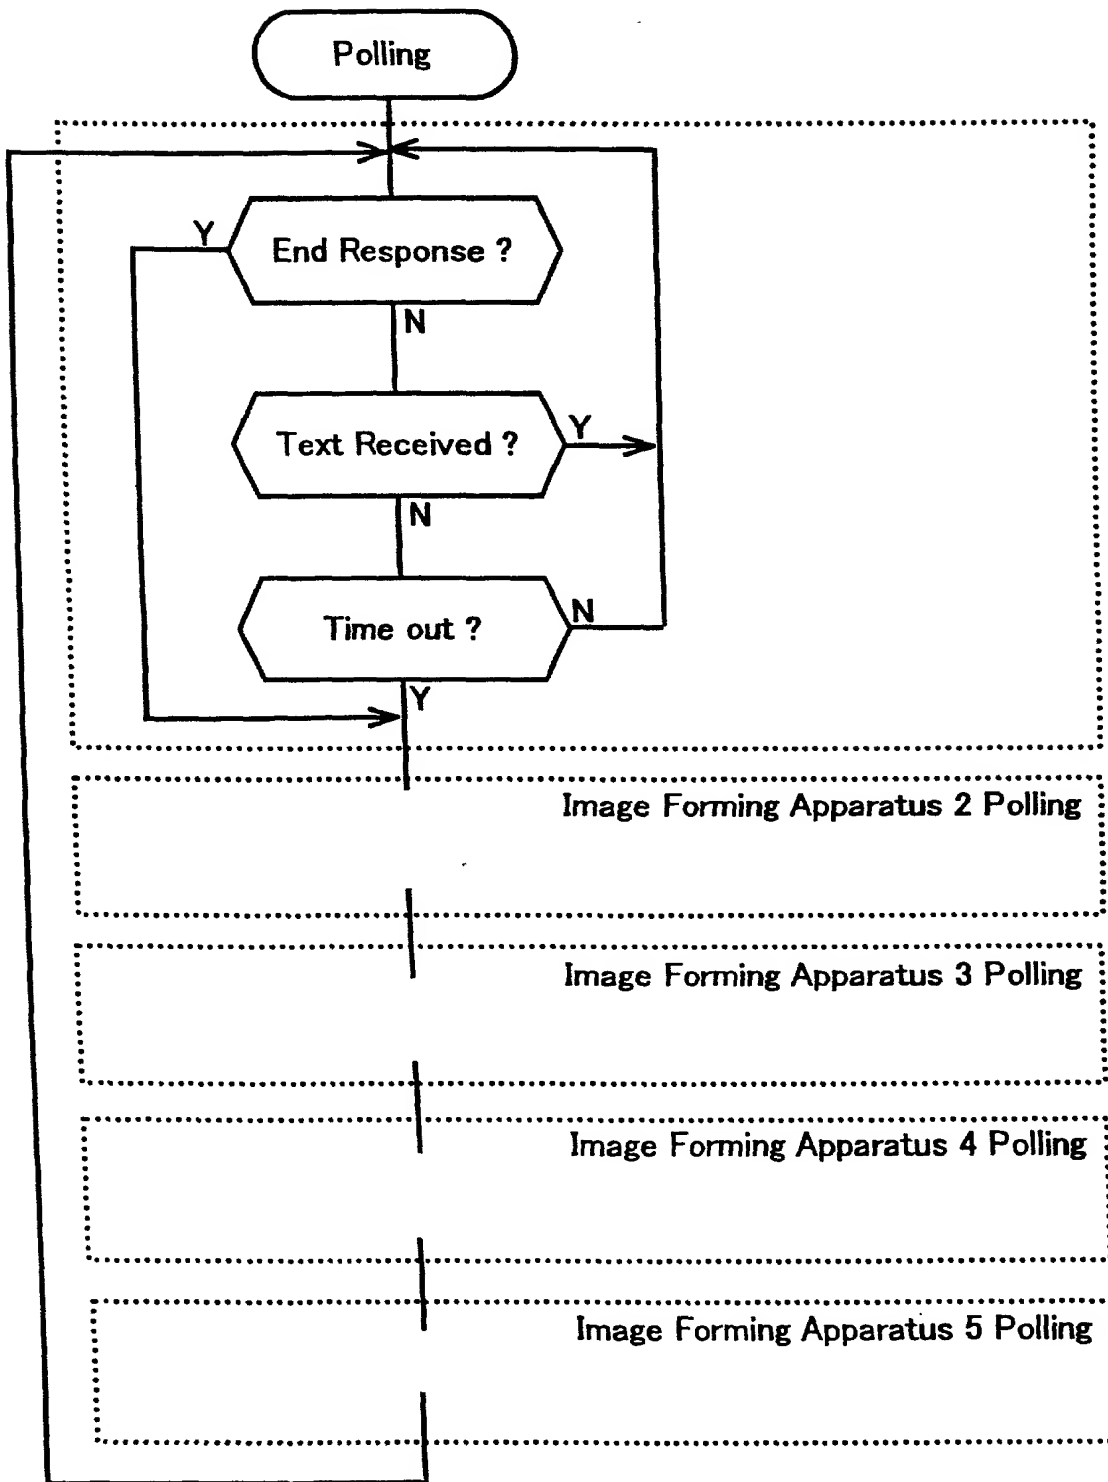 Polling
Y
End Response ?
N
Text Received ?
Y
N
Time out ?
N
Y
Image Forming Apparatus 2 Polling
Image Forming Apparatus 3 Polling
Image Forming Apparatus 4 Polling
Image Forming Apparatus 5 Polling